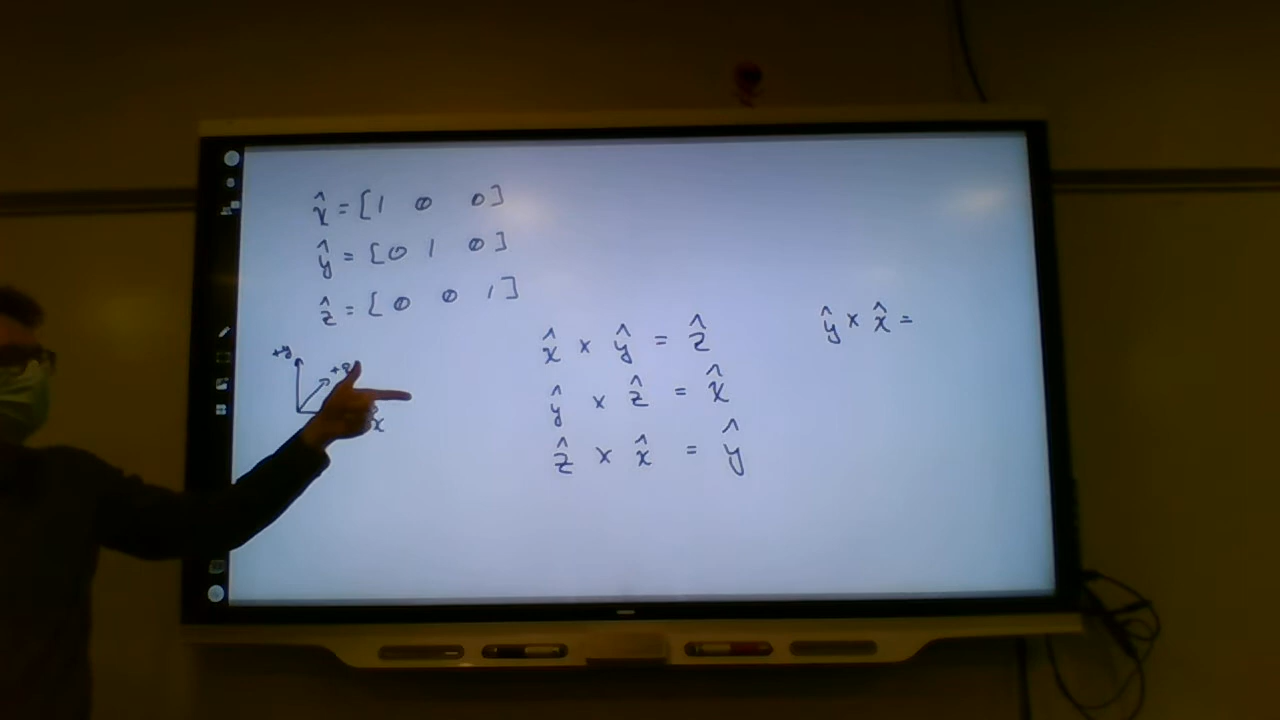 x̂ = [1 0 0]
ŷ = [0 1 0]
ẑ = [0 0 1]
+y
x
x̂ × ŷ = ẑ
ŷ × ẑ = x̂
ẑ × x̂ = ŷ
ŷ × x̂ =